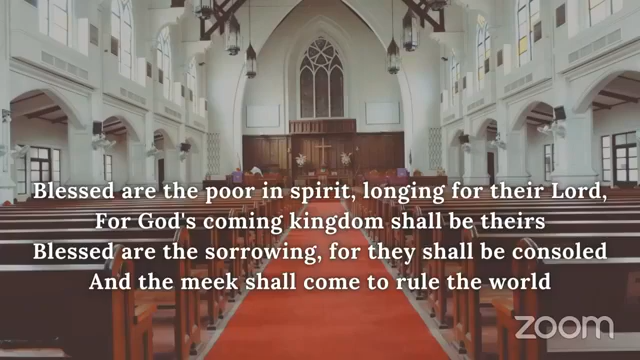 Blessed are the poor in spirit, longing for their Lord,
For God's coming kingdom shall be theirs
Blessed are the sorrowing, for they shall be consoled
And the meek shall come to rule the world
zoom